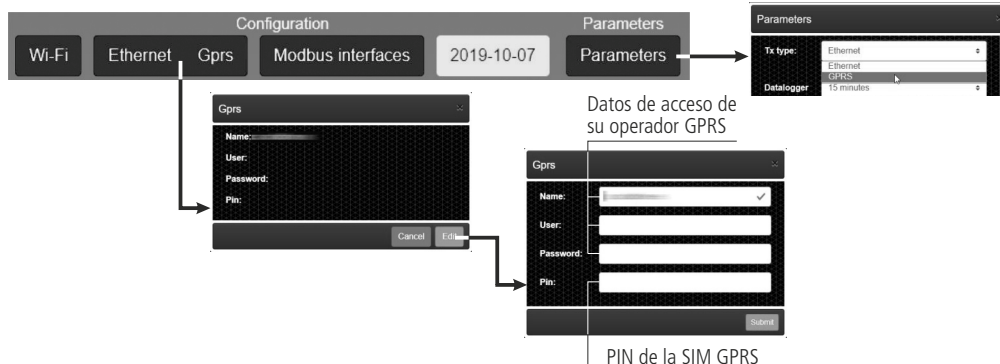 Configuration Parameters
Wi-Fi Ethernet Gprs Modbus interfaces 2019-10-07 Parameters
Parameters
Tx type: Ethernet
Ethernet
GPRS
Datalogger 15 minutes
Gprs
Name:
User:
Password:
Pin:
Cancel Edit
Datos de acceso de
su operador GPRS
Gprs
Name:
User:
Password:
Pin:
Submit
PIN de la SIM GPRS